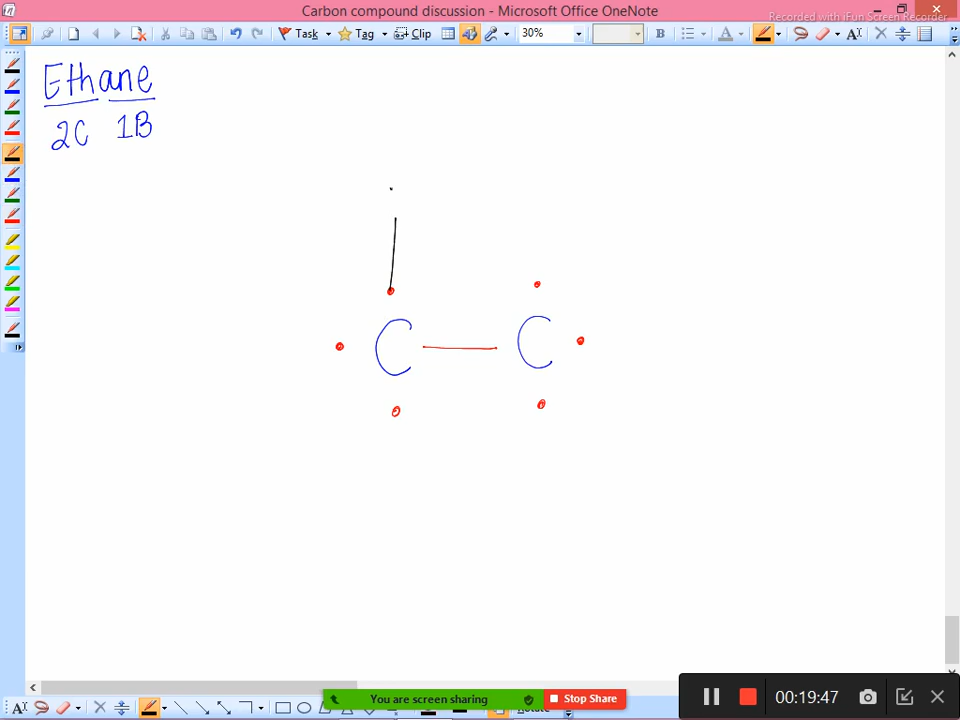 Carbon compound discussion - Microsoft Office OneNote
Recorded with iFun Screen Recorder
Task
Tag
Clip
30%
B
A
Ethane
2C 1B
C C
You are screen sharing
Stop Share
00:19:47